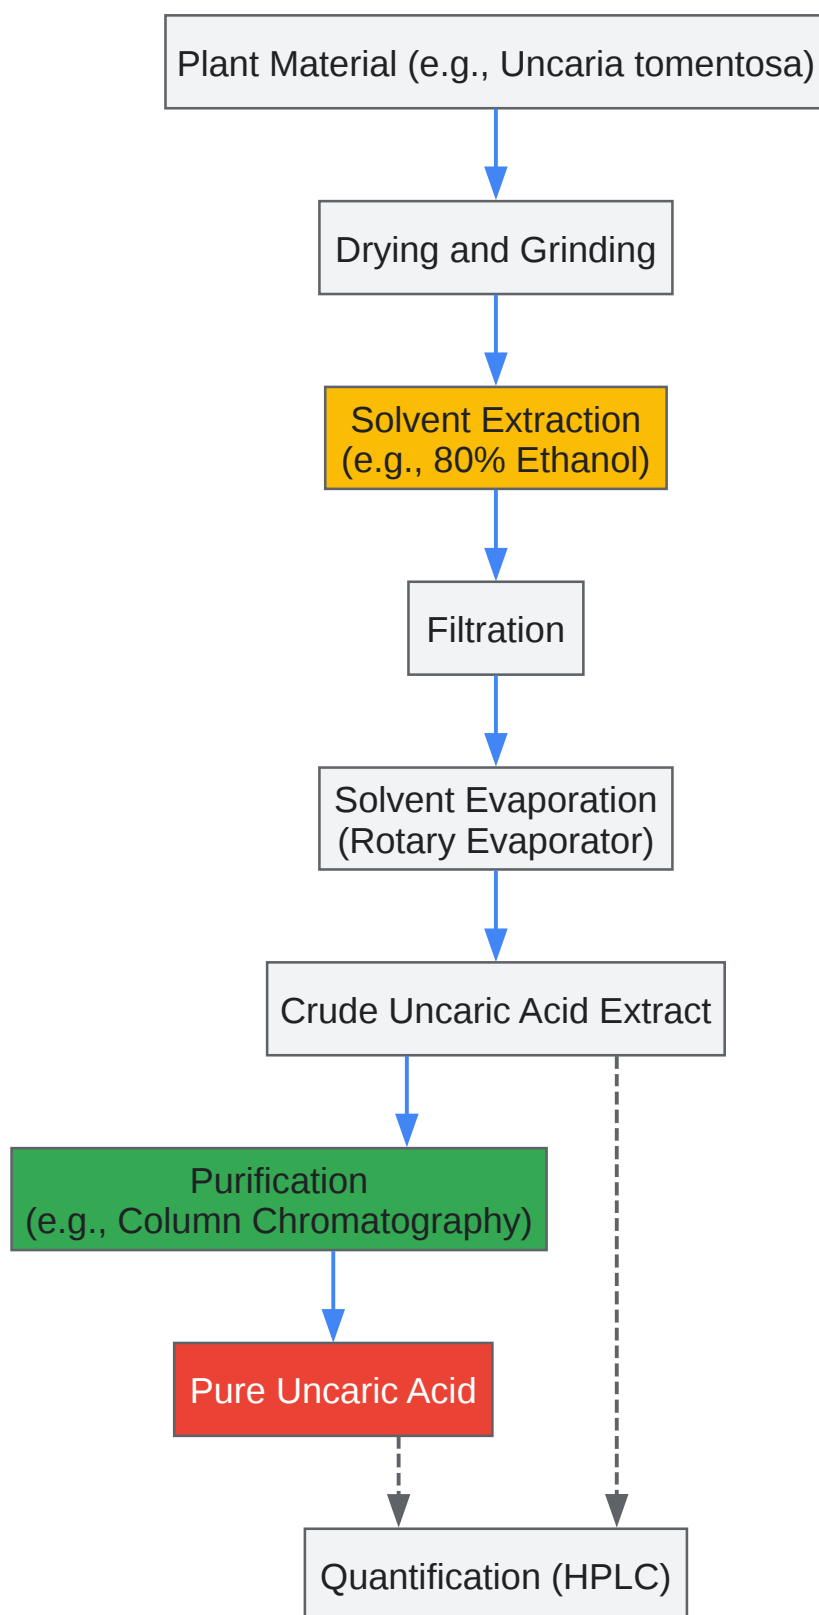 Plant Material (e.g., Uncaria tomentosa)
Drying and Grinding
Solvent Extraction
(e.g., 80% Ethanol)
Filtration
Solvent Evaporation
(Rotary Evaporator)
Crude Uncaric Acid Extract
Purification
(e.g., Column Chromatography)
Pure Uncaric Acid
Quantification (HPLC)